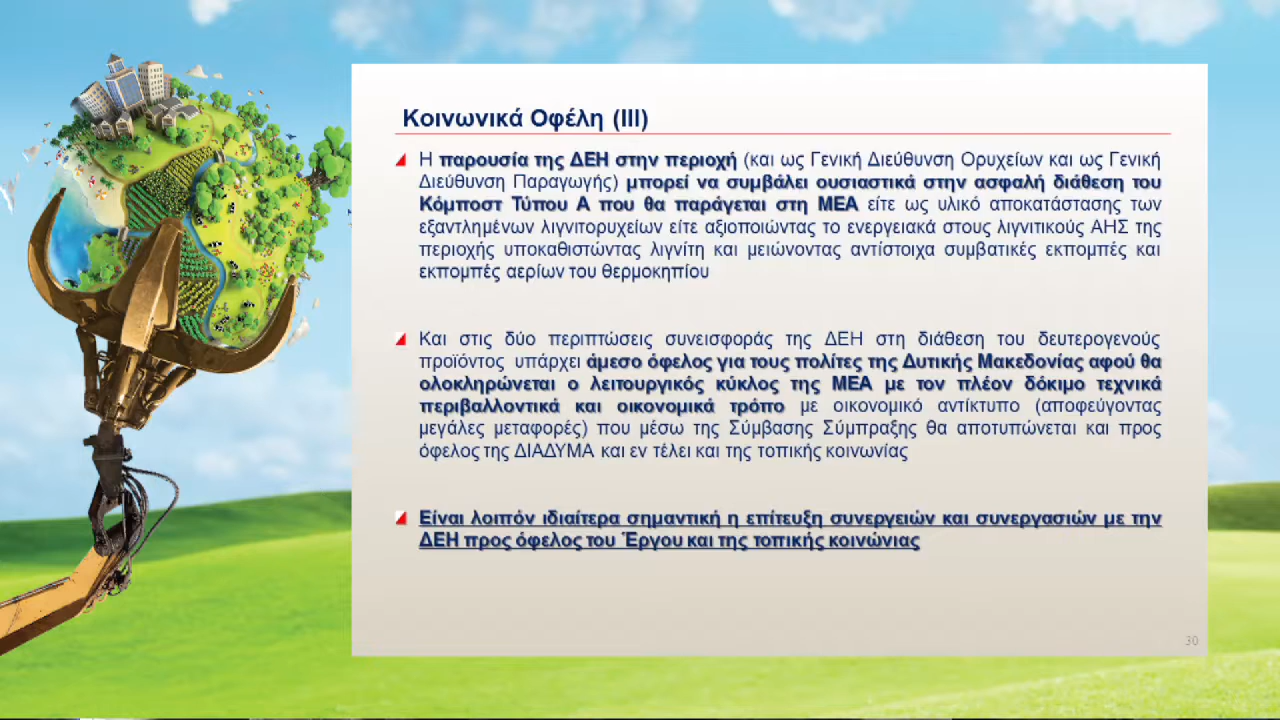 Κοινωνικά Οφέλη (III)
Η παρουσία της ΔΕΗ στην περιοχή (και ως Γενική Διεύθυνση Ορυχείων και ως Γενική
Διεύθυνση Παραγωγής) μπορεί να συμβάλει ουσιαστικά στην ασφαλή διάθεση του
Κόμποστ Τύπου Α που θα παράγεται στη ΜΕΑ είτε ως υλικό αποκατάστασης των
εξαντλημένων λιγνιτορυχείων είτε αξιοποιώντας το ενεργειακά στους λιγνιτικούς ΑΗΣ της
περιοχής υποκαθιστώντας λιγνίτη και μειώνοντας αντίστοιχα συμβατικές εκπομπές και
εκπομπές αερίων του θερμοκηπίου
Και στις δύο περιπτώσεις συνεισφοράς της ΔΕΗ στη διάθεση του δευτερογενούς
προϊόντος υπάρχει άμεσο όφελος για τους πολίτες της Δυτικής Μακεδονίας αφού θα
ολοκληρώνεται ο λειτουργικός κύκλος της ΜΕΑ με τον πλέον δόκιμο τεχνικά
περιβαλλοντικά και οικονομικά τρόπο με οικονομικό αντίκτυπο (αποφεύγοντας
μεγάλες μεταφορές) που μέσω της Σύμβασης Σύμπραξης θα αποτυπώνεται και προς
όφελος της ΔΙΑΔΥΜΑ και εν τέλει και της τοπικής κοινωνίας
Είναι λοιπόν ιδιαίτερα σημαντική η επίτευξη συνεργειών και συνεργασιών με την
ΔΕΗ προς όφελος του Έργου και της τοπικής κοινώνιας
30